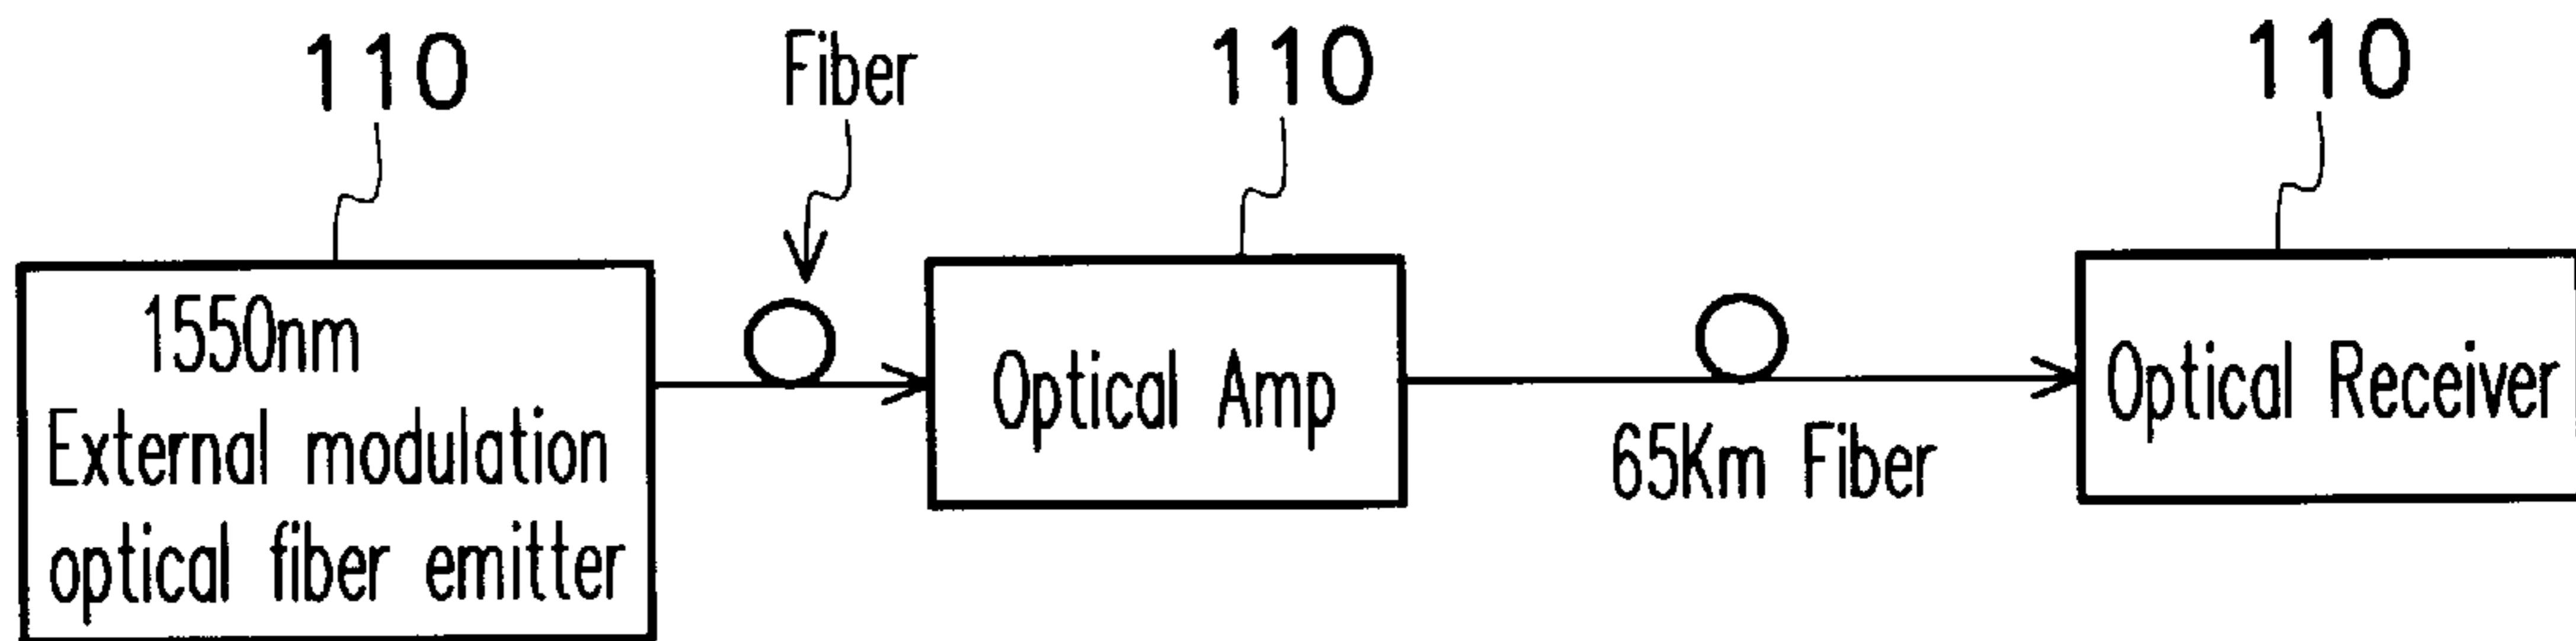 110
Fiber
110
110
1550nm
External modulation
optical fiber emitter
Optical Amp
65Km Fiber
Optical Receiver